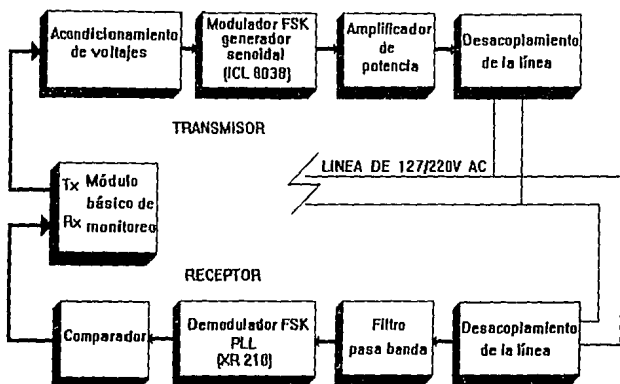 Acondicionamiento
de voltajes
Modulador FSK
generador
senoidal
(ICL 8038)
Amplificador
de
potencia
Desacoplamiento
de la línea
TRANSMISOR
LINEA DE 127/220V AC
Tx Módulo
básico de
Rx monitoreo
RECEPTOR
Comparador
Demodulador FSK
PLL
(XR 210)
Filtro
pasa banda
Desacoplamiento
de la línea